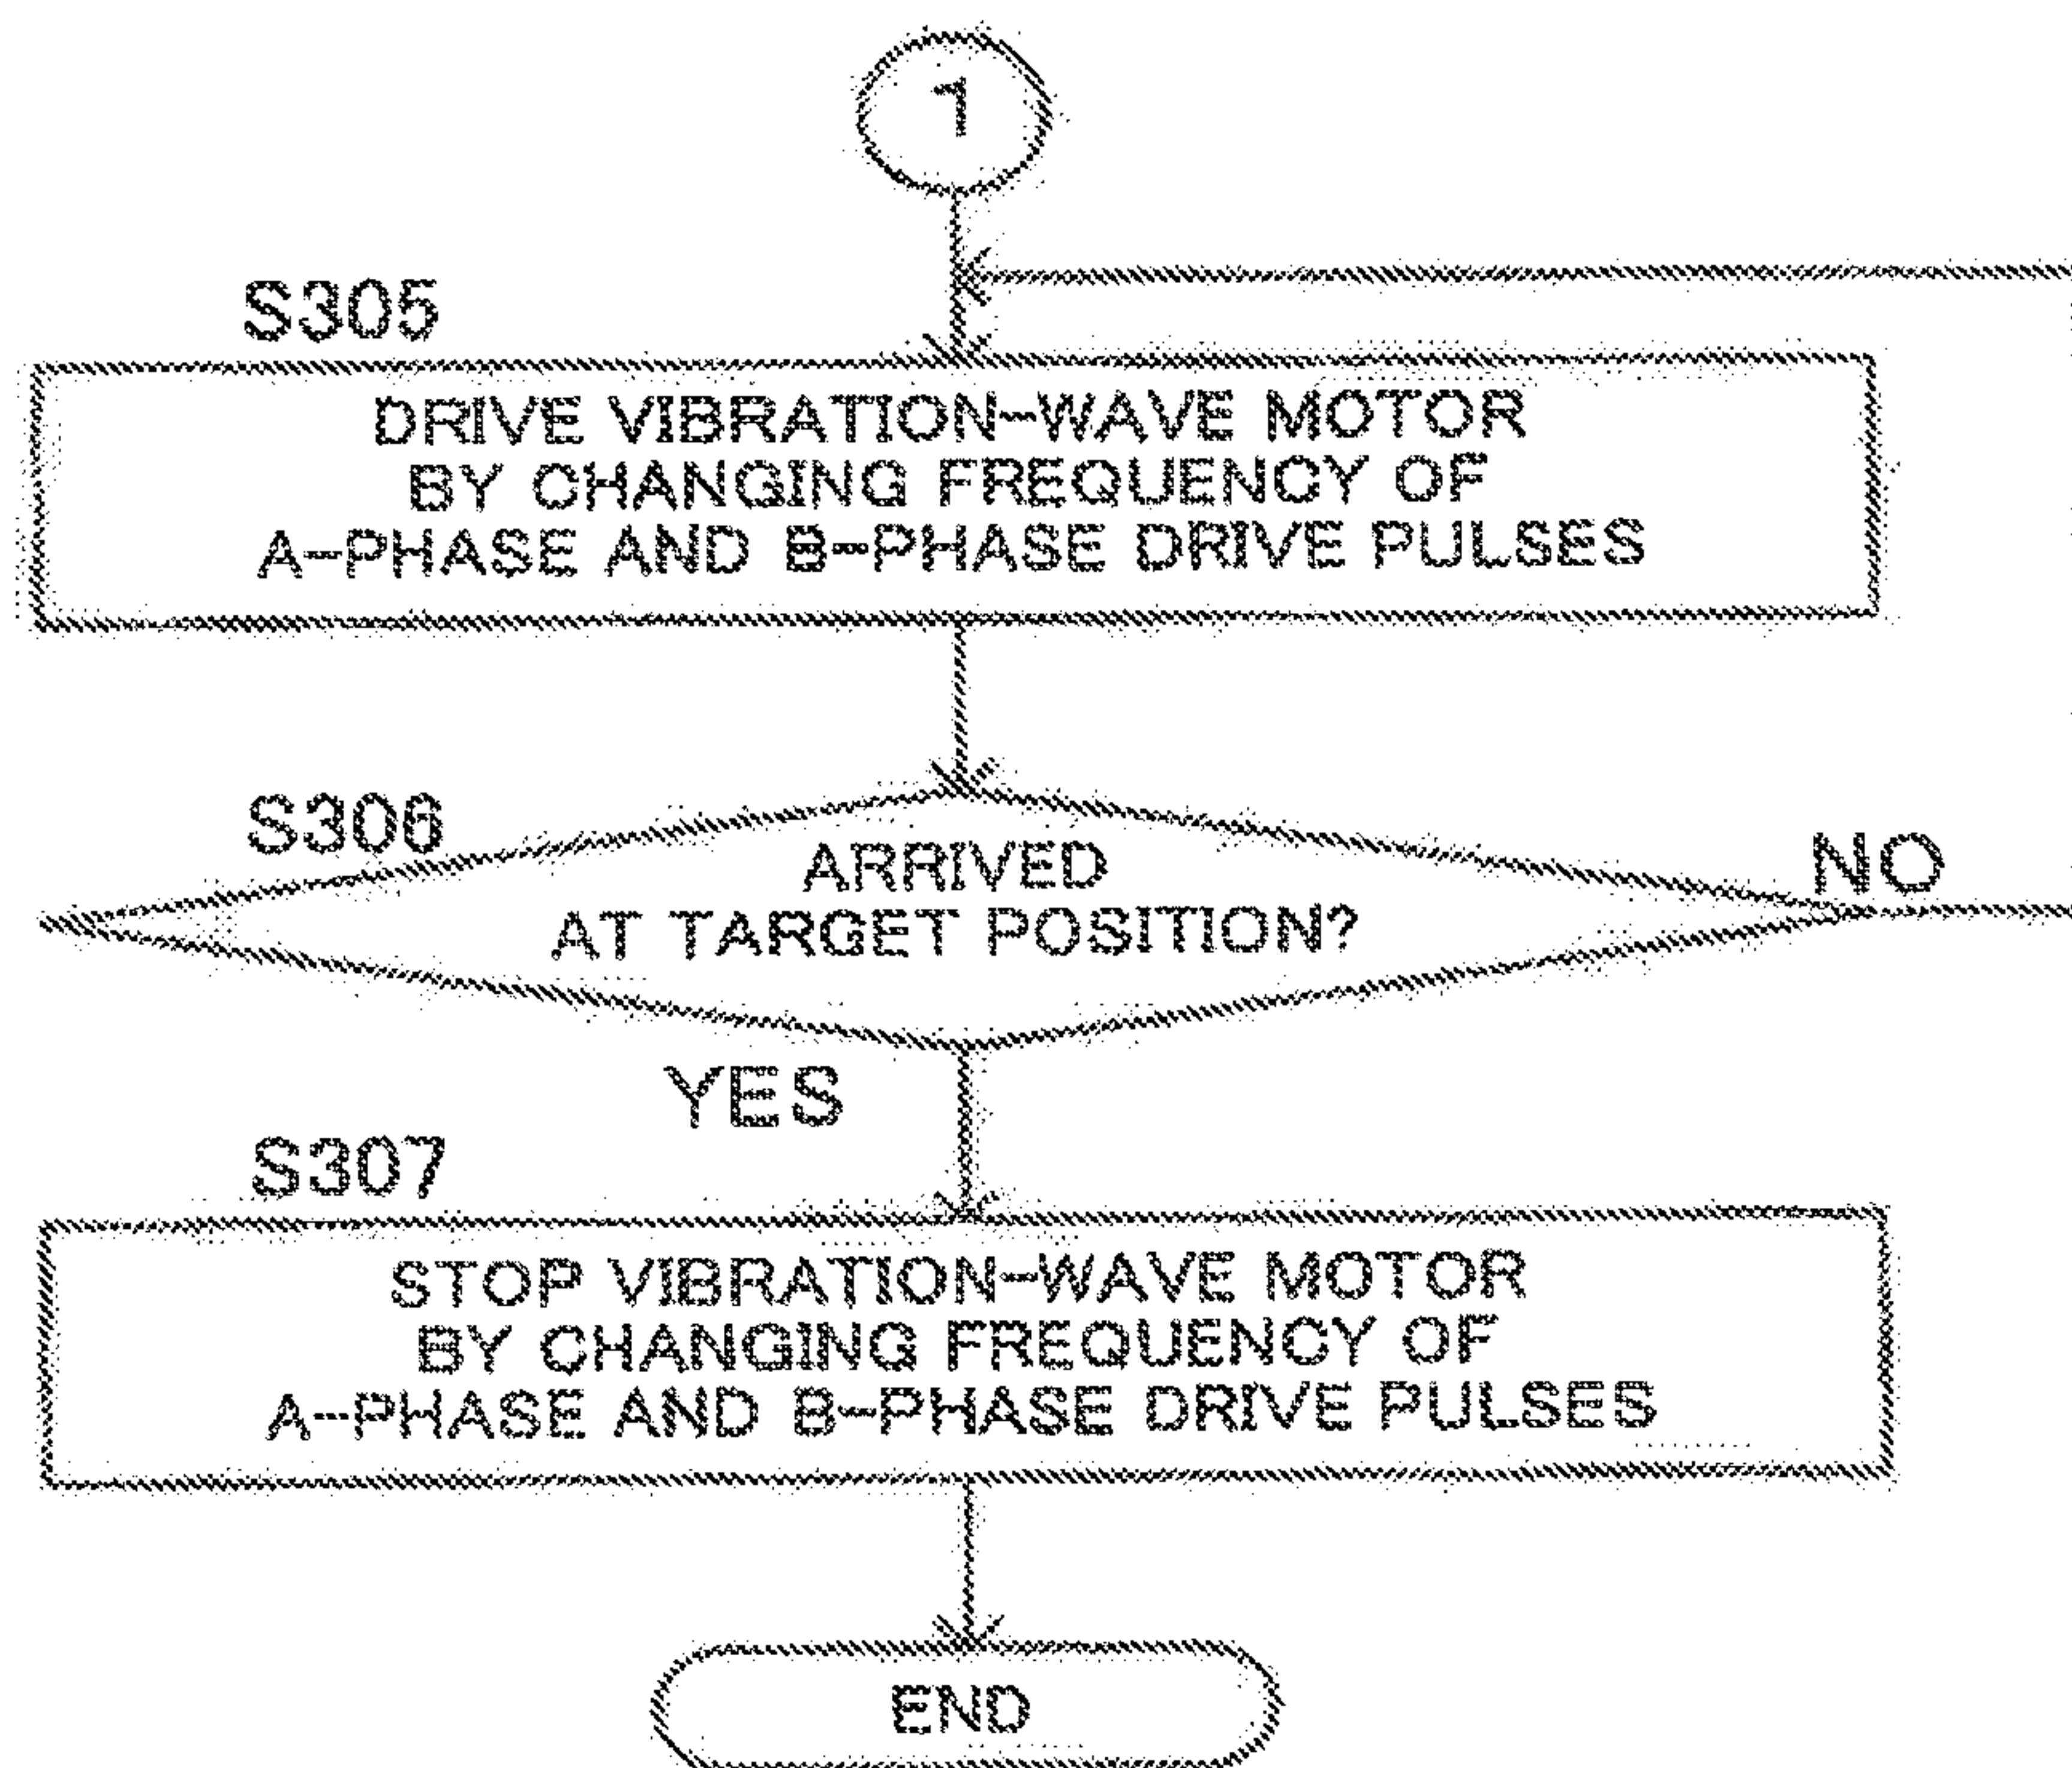 1
S305
DRIVE VIBRATION-WAVE MOTOR
BY CHANGING FREQUENCY OF
A-PHASE AND B-PHASE DRIVE PULSES
S306
ARRIVED
AT TARGET POSITION?
NO
YES
S307
STOP VIBRATION-WAVE MOTOR
BY CHANGING FREQUENCY OF
A-PHASE AND B-PHASE DRIVE PULSES
END